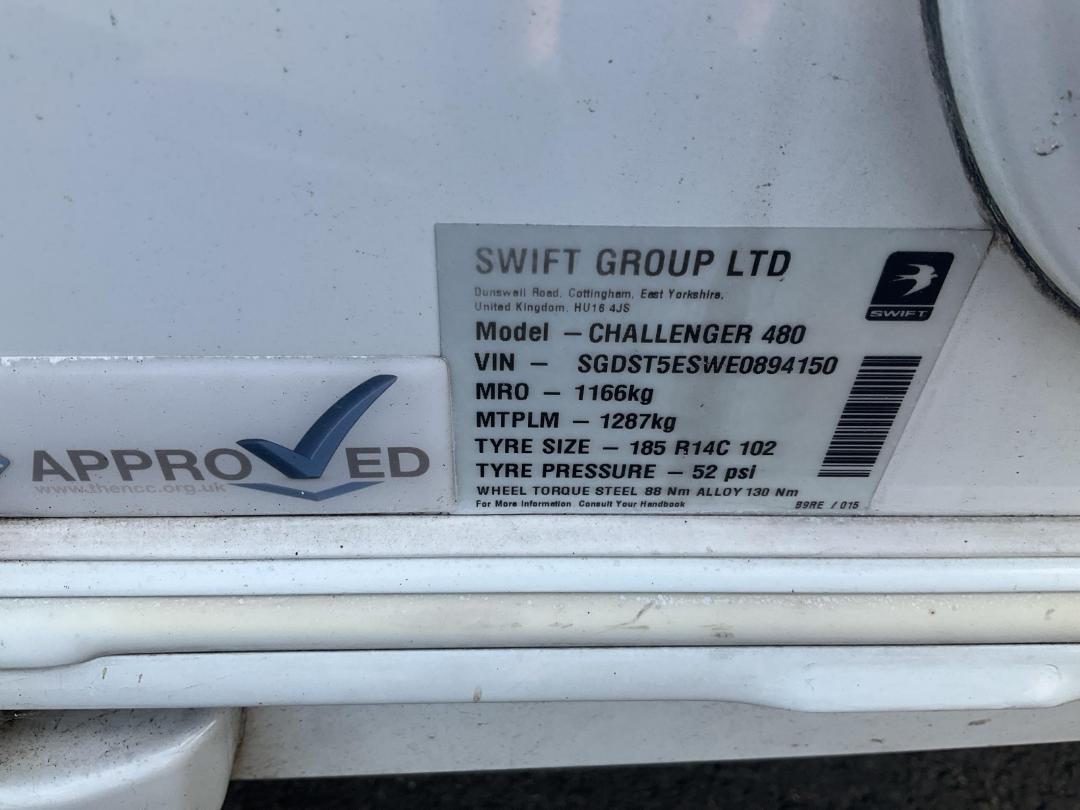 SWIFT GROUP LTD
Dunswell Road, Cottingham, East Yorkshire,
United Kingdom. HU16 4JS
SWIFT
Model – CHALLENGER 480
VIN – SGDST5ESWE0894150
MRO – 1166kg
MTPLM – 1287kg
TYRE SIZE – 185 R14C 102
TYRE PRESSURE – 52 psi
WHEEL TORQUE STEEL 88 Nm ALLOY 130 Nm
For More Information Consult Your Handbook
B9RE / 015
APPROVED
www.thencc.org.uk